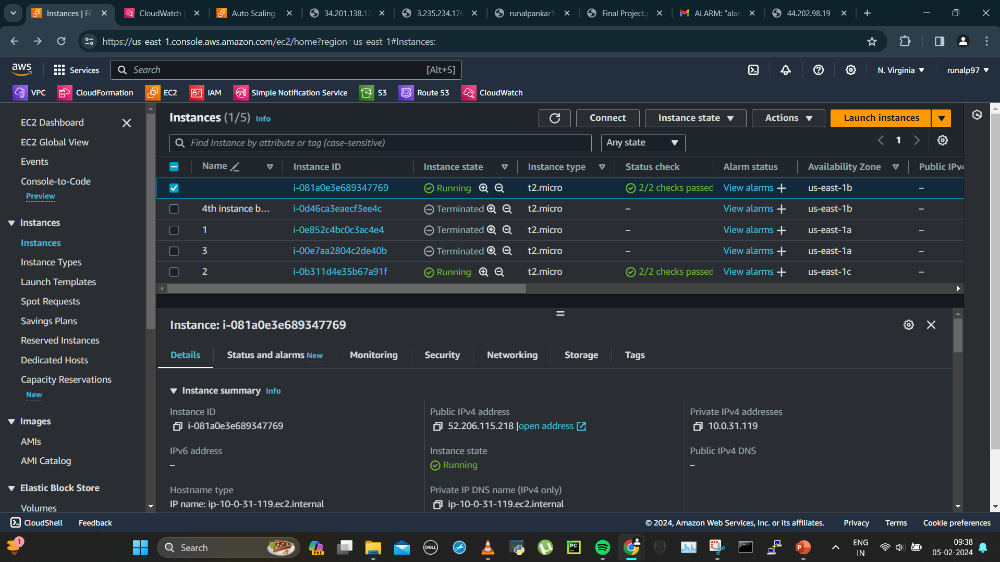 Instances | EC
CloudWatch |
Auto Scaling
34.201.138.13
3.235.234.176
runalpankar1
Final Project.p
ALARM: "alar
44.202.98.19
https://us-east-1.console.aws.amazon.com/ec2/home?region=us-east-1#Instances:
aws
Services
Search
[Alt+S]
N. Virginia
runalp97
VPC
CloudFormation
EC2
IAM
Simple Notification Service
S3
Route 53
CloudWatch
EC2 Dashboard
EC2 Global View
Events
Console-to-Code
Preview
Instances
Instances
Instance Types
Launch Templates
Spot Requests
Savings Plans
Reserved Instances
Dedicated Hosts
Capacity Reservations
New
Images
AMIs
AMI Catalog
Elastic Block Store
Volumes
Instances (1/5) Info
Connect
Instance state
Actions
Launch instances
Find Instance by attribute or tag (case-sensitive)
Any state
1
Name Instance ID Instance state Instance type Status check Alarm status Availability Zone Public IPv4
i-081a0e3e689347769 Running t2.micro 2/2 checks passed View alarms + us-east-1b –
4th instance b... i-0d46ca3eaecf3ee4c Terminated t2.micro – View alarms + us-east-1b –
1 i-0e852c4bc0c3ac4e4 Terminated t2.micro – View alarms + us-east-1a –
3 i-00e7aa2804c2de40b Terminated t2.micro – View alarms + us-east-1a –
2 i-0b311d4e35b67a91f Running t2.micro 2/2 checks passed View alarms + us-east-1c –
Instance: i-081a0e3e689347769
Details
Status and alarms New
Monitoring
Security
Networking
Storage
Tags
Instance summary Info
Instance ID
i-081a0e3e689347769
Public IPv4 address
52.206.115.218 |open address
Private IPv4 addresses
10.0.31.119
IPv6 address
–
Instance state
Running
Public IPv4 DNS
–
Hostname type
IP name: ip-10-0-31-119.ec2.internal
Private IP DNS name (IPv4 only)
ip-10-0-31-119.ec2.internal
CloudShell
Feedback
© 2024, Amazon Web Services, Inc. or its affiliates.
Privacy
Terms
Cookie preferences
1
Search
PRE
DELL
PC
P
ENG
IN
09:38
05-02-2024